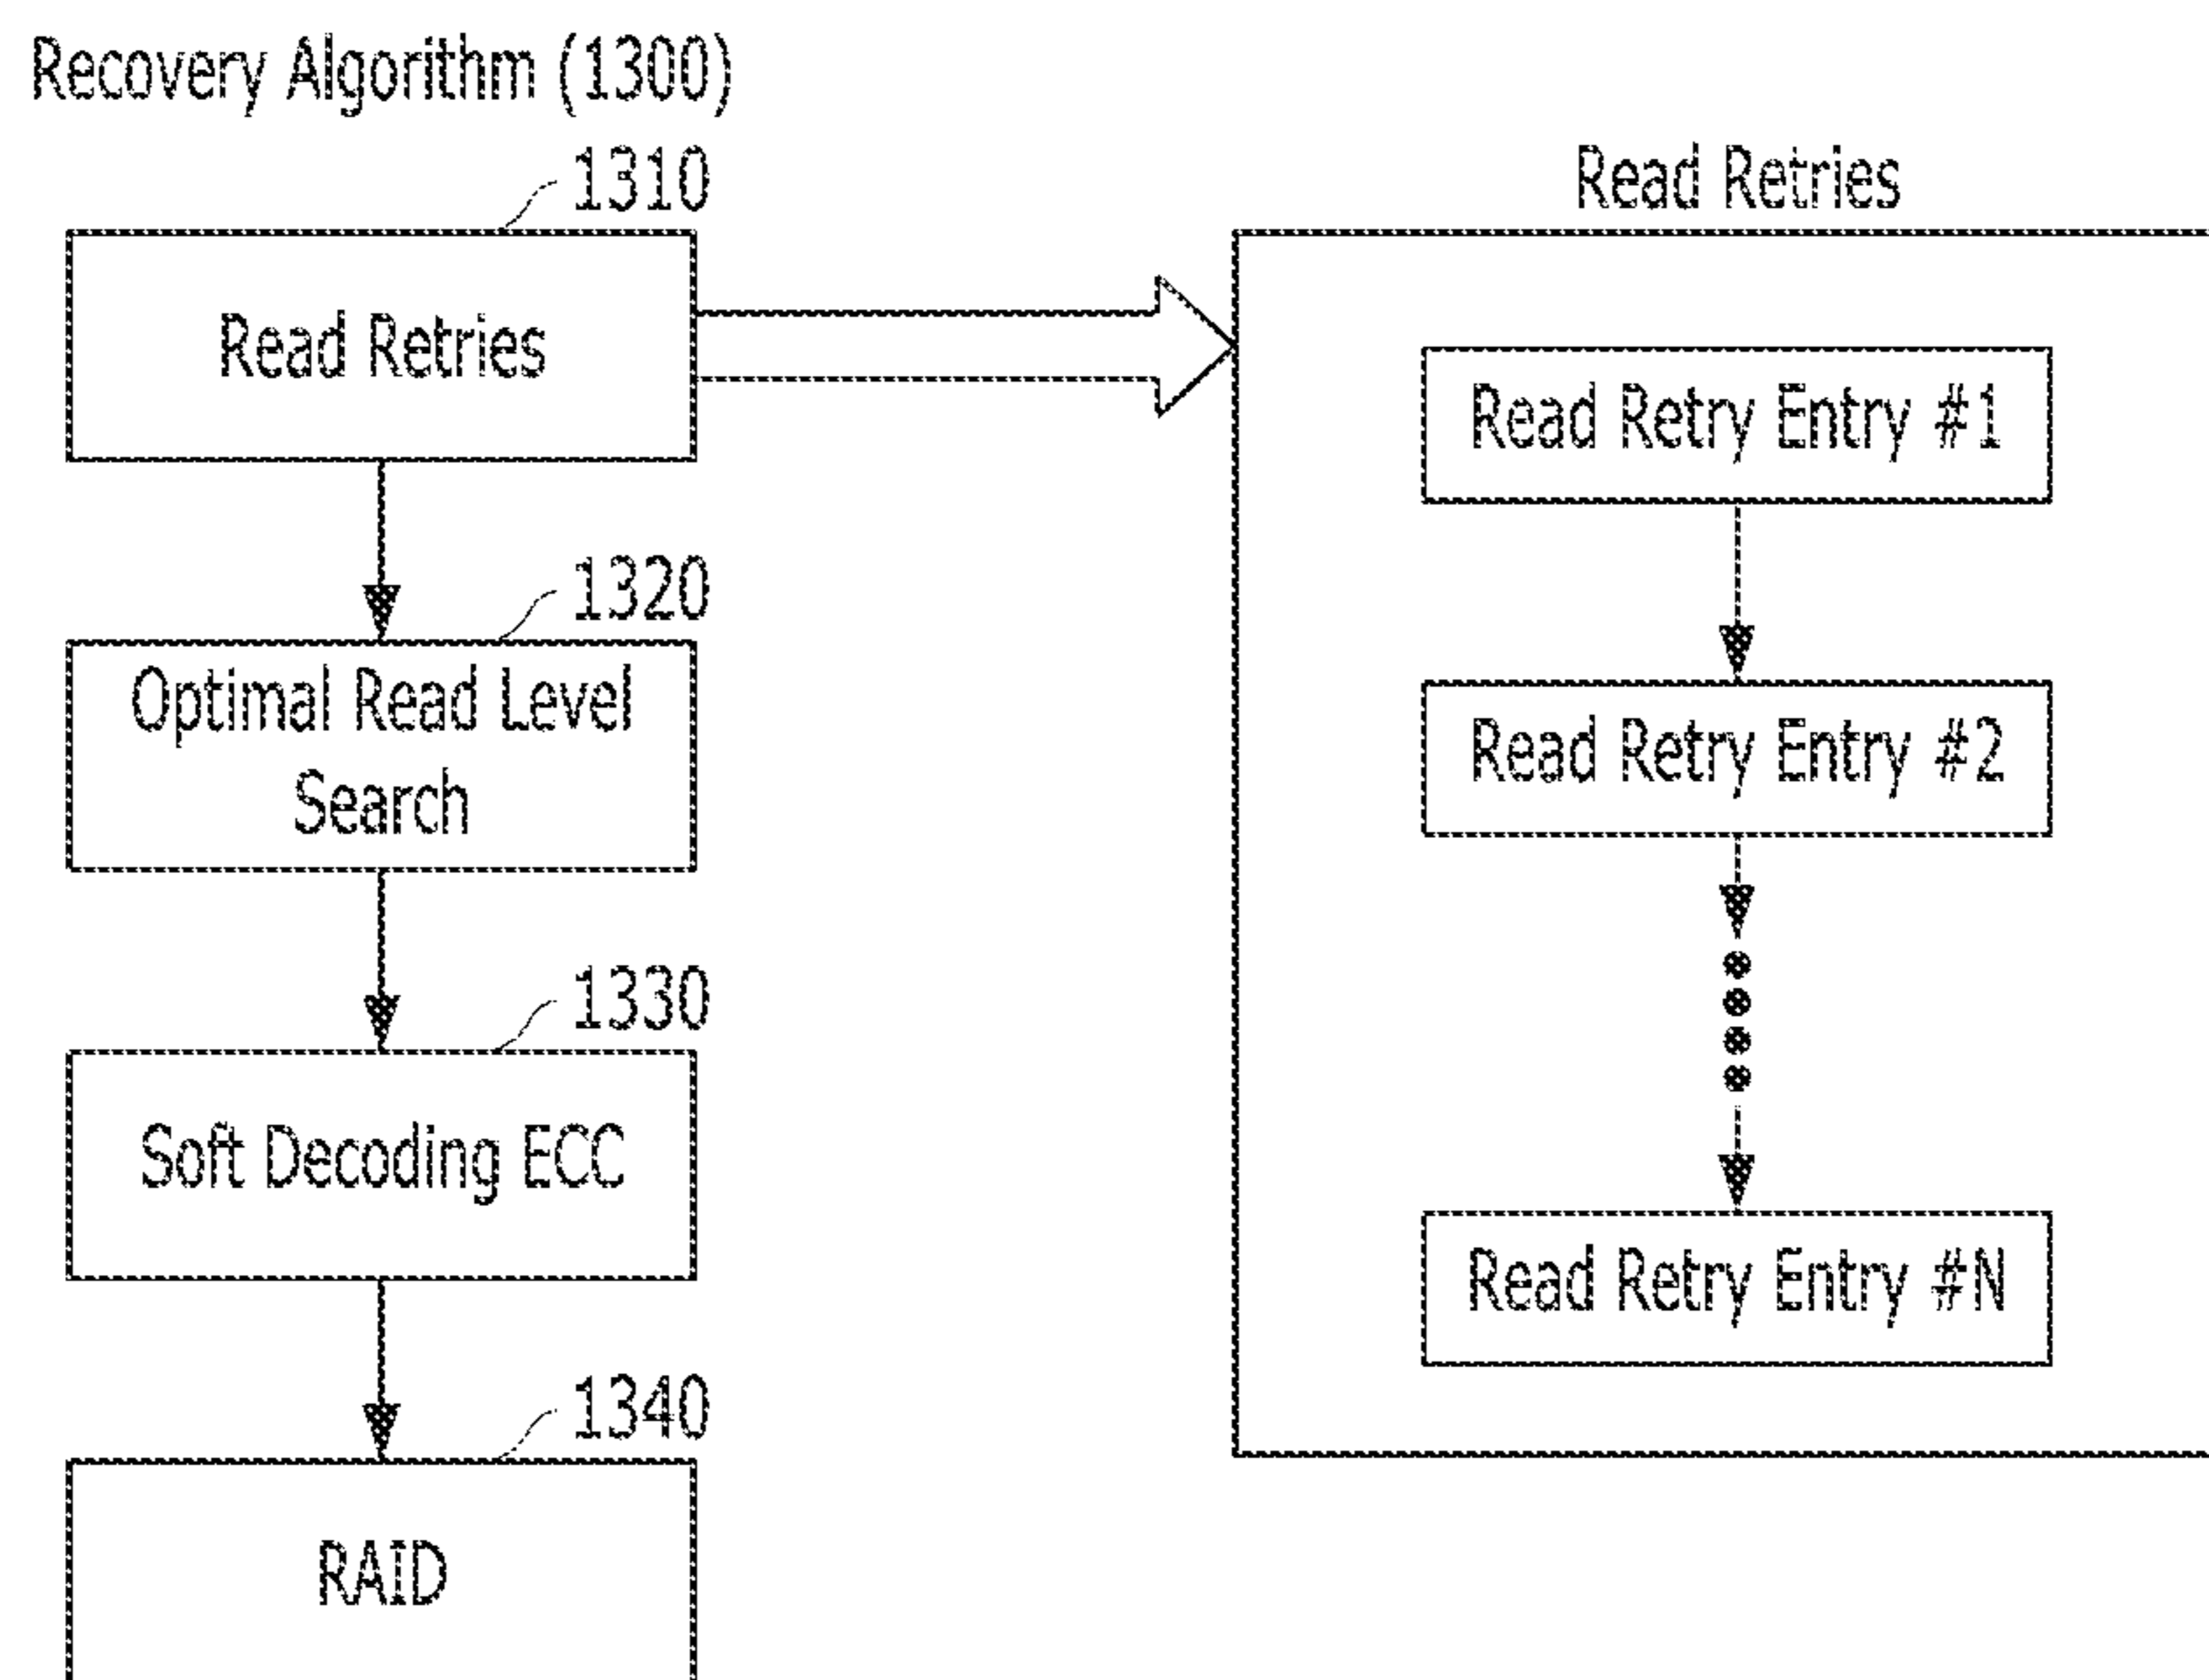 Recovery Algorithm (1300)
1310
Read Retries
1320
Optimal Read Level
Search
1330
Soft Decoding ECC
1340
RAID
Read Retries
Read Retry Entry #1
Read Retry Entry #2
Read Retry Entry #N